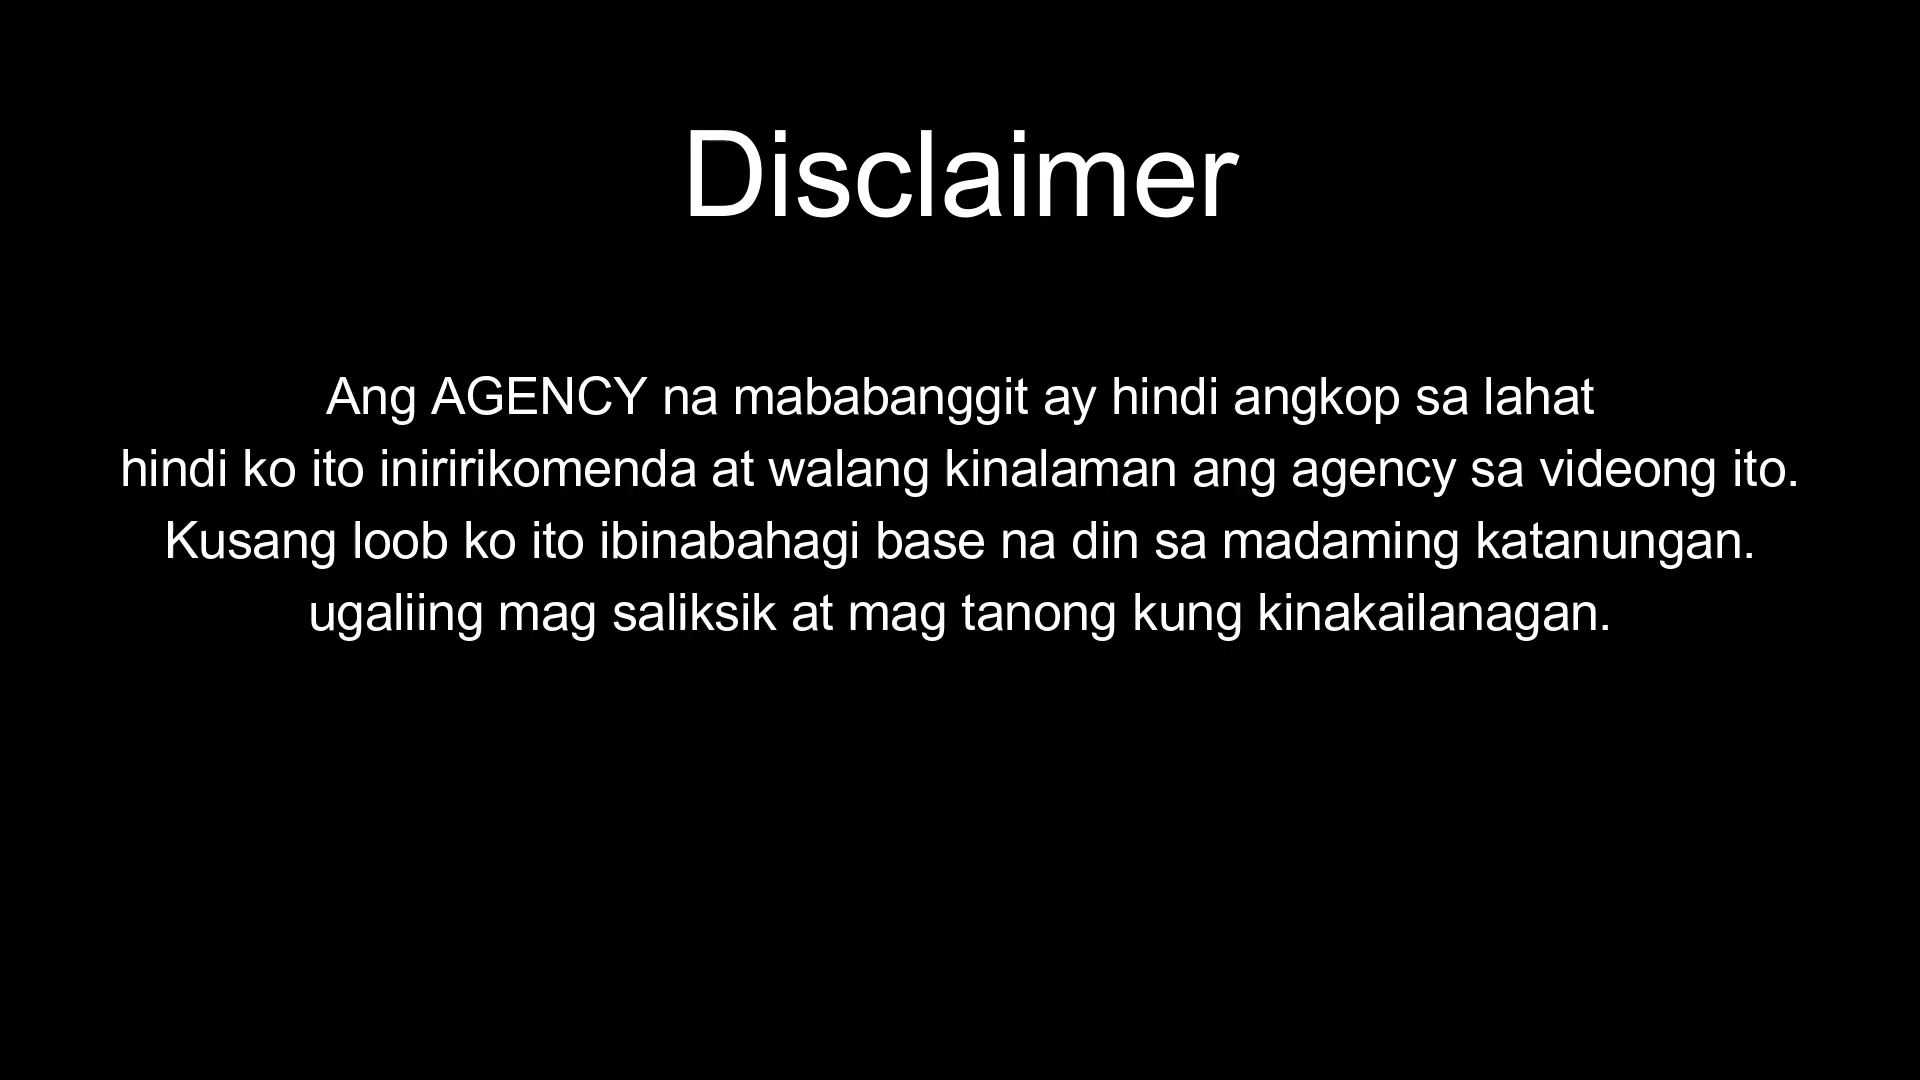 Disclaimer
Ang AGENCY na mababanggit ay hindi angkop sa lahat
hindi ko ito iniririkomenda at walang kinalaman ang agency sa videong ito.
Kusang loob ko ito ibinabahagi base na din sa madaming katanungan.
ugaliing mag saliksik at mag tanong kung kinakailanagan.